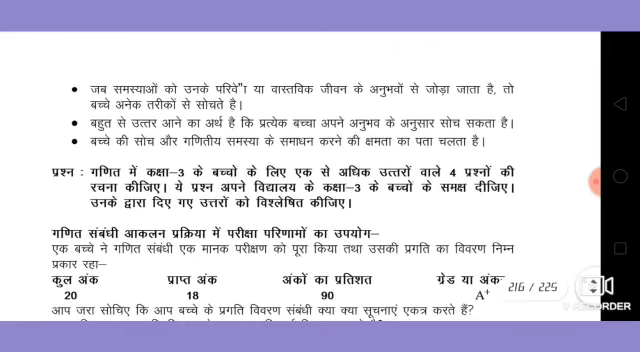 जब समस्याओं को उनके परिवे"ा या वास्तविक जीवन के अनुभवों से जोड़ा जाता है, तो
बच्चे अनेक तरीकों से सोचते है।
बहुत से उत्तर आने का अर्थ है कि प्रत्येक बच्चा अपने अनुभव के अनुसार सोच सकता है।
बच्चे की सोच और गणितीय समस्या के समाधन करने की क्षमता का पता चलता है।
प्रश्न : गणित में कक्षा–3 के बच्चो के लिए एक से अधिक उत्तरों वाले 4 प्रश्नों की
रचना कीजिए। ये प्रश्न अपने विद्यालय के कक्षा–3 के बच्चों के समक्ष दीजिए।
उनके द्वारा दिए गए उत्तरों को विश्लेषित कीजिए।
गणित संबंधी आकलन प्रक्रिया में परीक्षा परिणामों का उपयोग–
एक बच्चे ने गणित संबंधी एक मानक परीक्षण को पूरा किया तथा उसकी प्रगति का विवरण निम्न
प्रकार रहा–
कुल अंक प्राप्त अंक अंकों का प्रतिशत ग्रेड या अंक
20 18 90 A+
216 / 225
V RECORDER
आप जरा सोचिए कि आप बच्चे के प्रगति विवरण संबंधी क्या क्या सूचनाएं एकत्र करते हैं?